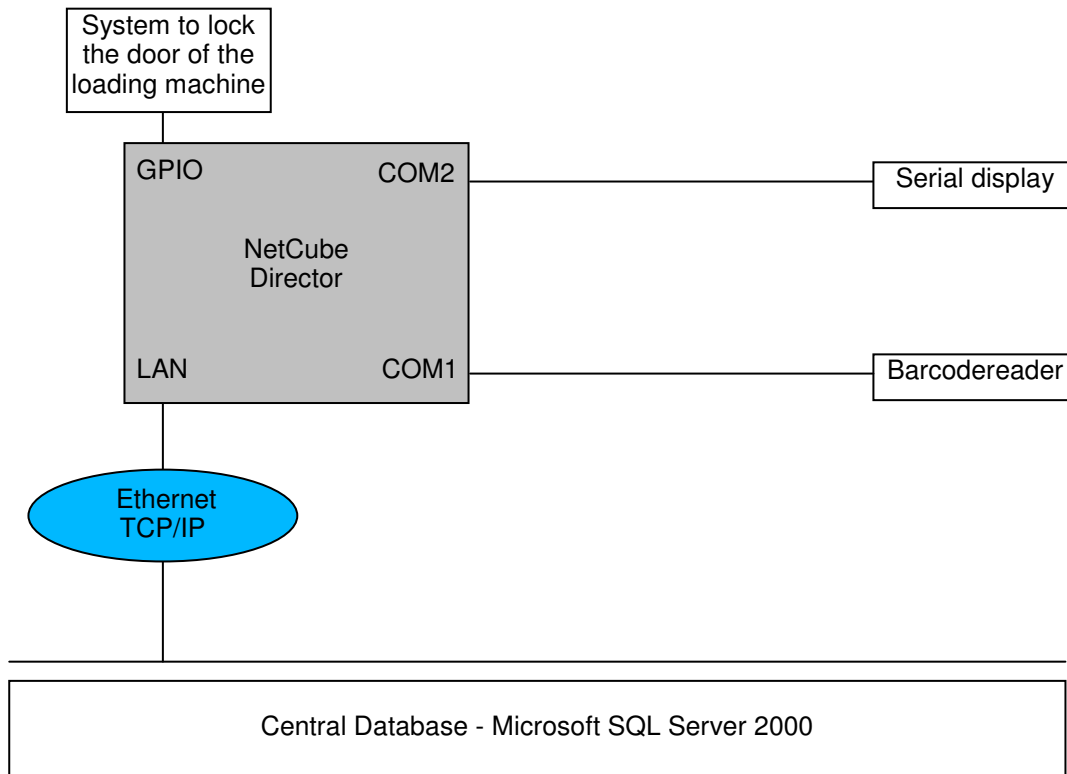 System to lock
the door of the
loading machine
GPIO
COM2
Serial display
NetCube
Director
LAN
COM1
Barcodereader
Ethernet
TCP/IP
Central Database - Microsoft SQL Server 2000